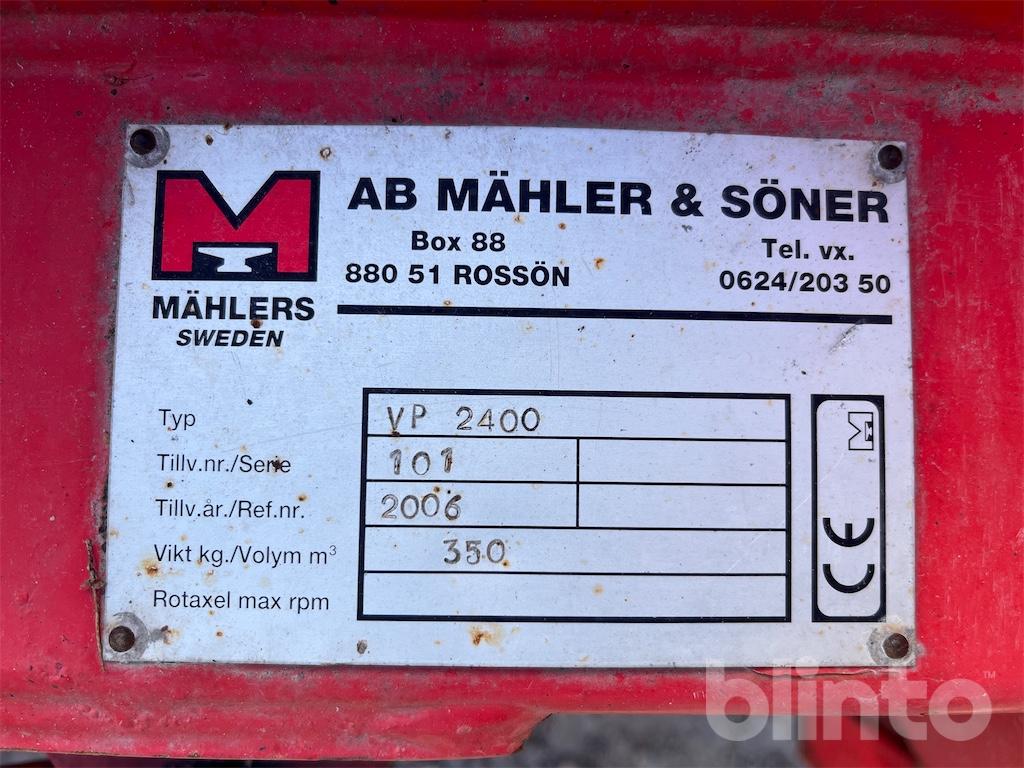 AB MÄHLER & SÖNER
Box 88
880 51 ROSSÖN
Tel. vx.
0624/203 50
M
MÄHLERS
SWEDEN
Typ VP 2400
Tillv.nr./Serie 101
Tillv.år./Ref.nr. 2006
Vikt kg./Volym m³ 350
Rotaxel max rpm
M
CE
blinto™